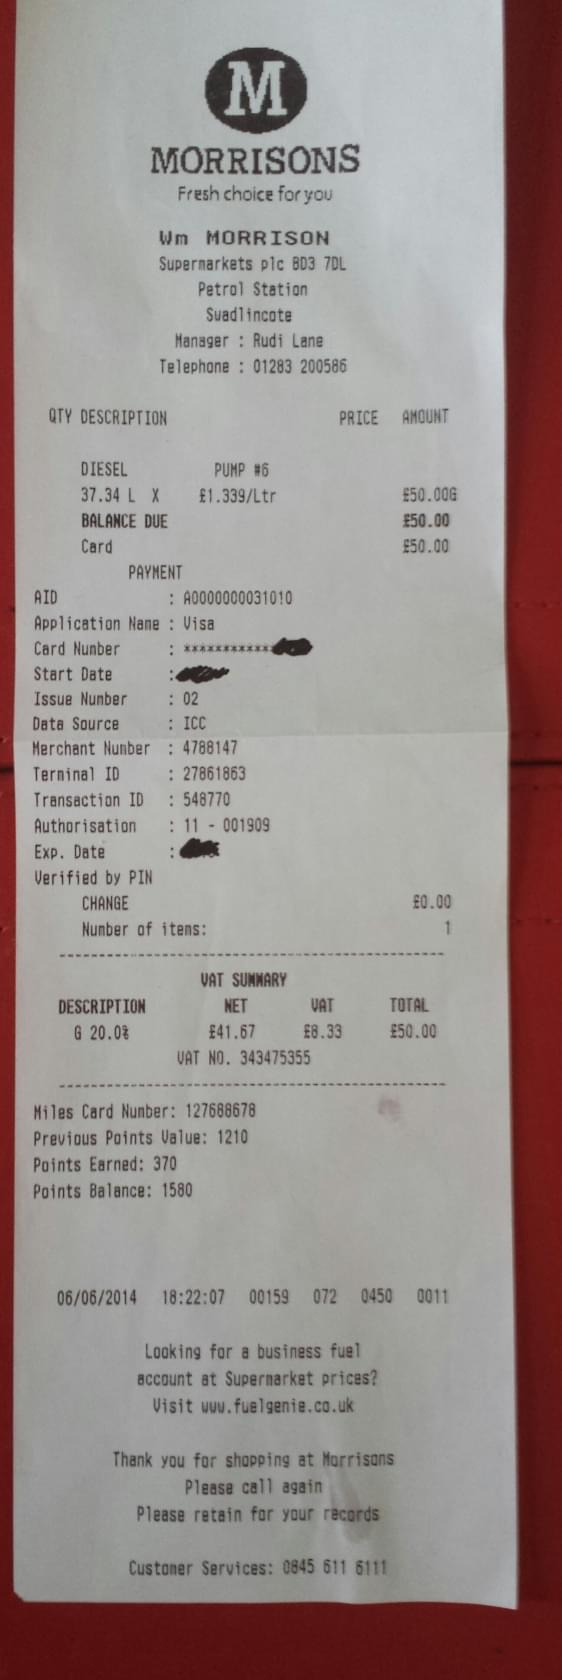 M
MORRISONS
Fresh choice for you
Wm MORRISON
Supermarkets plc BD3 7DL
Petrol Station
Swadlincote
Manager : Rudi Lane
Telephone : 01283 200586
QTY DESCRIPTION PRICE AMOUNT
DIESEL PUMP #6
37.34 L X £1.339/Ltr £50.00G
BALANCE DUE £50.00
Card £50.00
PAYMENT
AID : A0000000031010
Application Name : Visa
Card Number : ************
Start Date :
Issue Number : 02
Data Source : ICC
Merchant Number : 4788147
Terminal ID : 27861863
Transaction ID : 548770
Authorisation : 11 - 001909
Exp. Date :
Verified by PIN
CHANGE £0.00
Number of items: 1
VAT SUMMARY
DESCRIPTION NET VAT TOTAL
G 20.0% £41.67 £8.33 £50.00
VAT NO. 343475355
Miles Card Number: 127688678
Previous Points Value: 1210
Points Earned: 370
Points Balance: 1580
06/06/2014 18:22:07 00159 072 0450 0011
Looking for a business fuel
account at Supermarket prices?
Visit www.fuelgenie.co.uk
Thank you for shopping at Morrisons
Please call again
Please retain for your records
Customer Services: 0845 611 6111